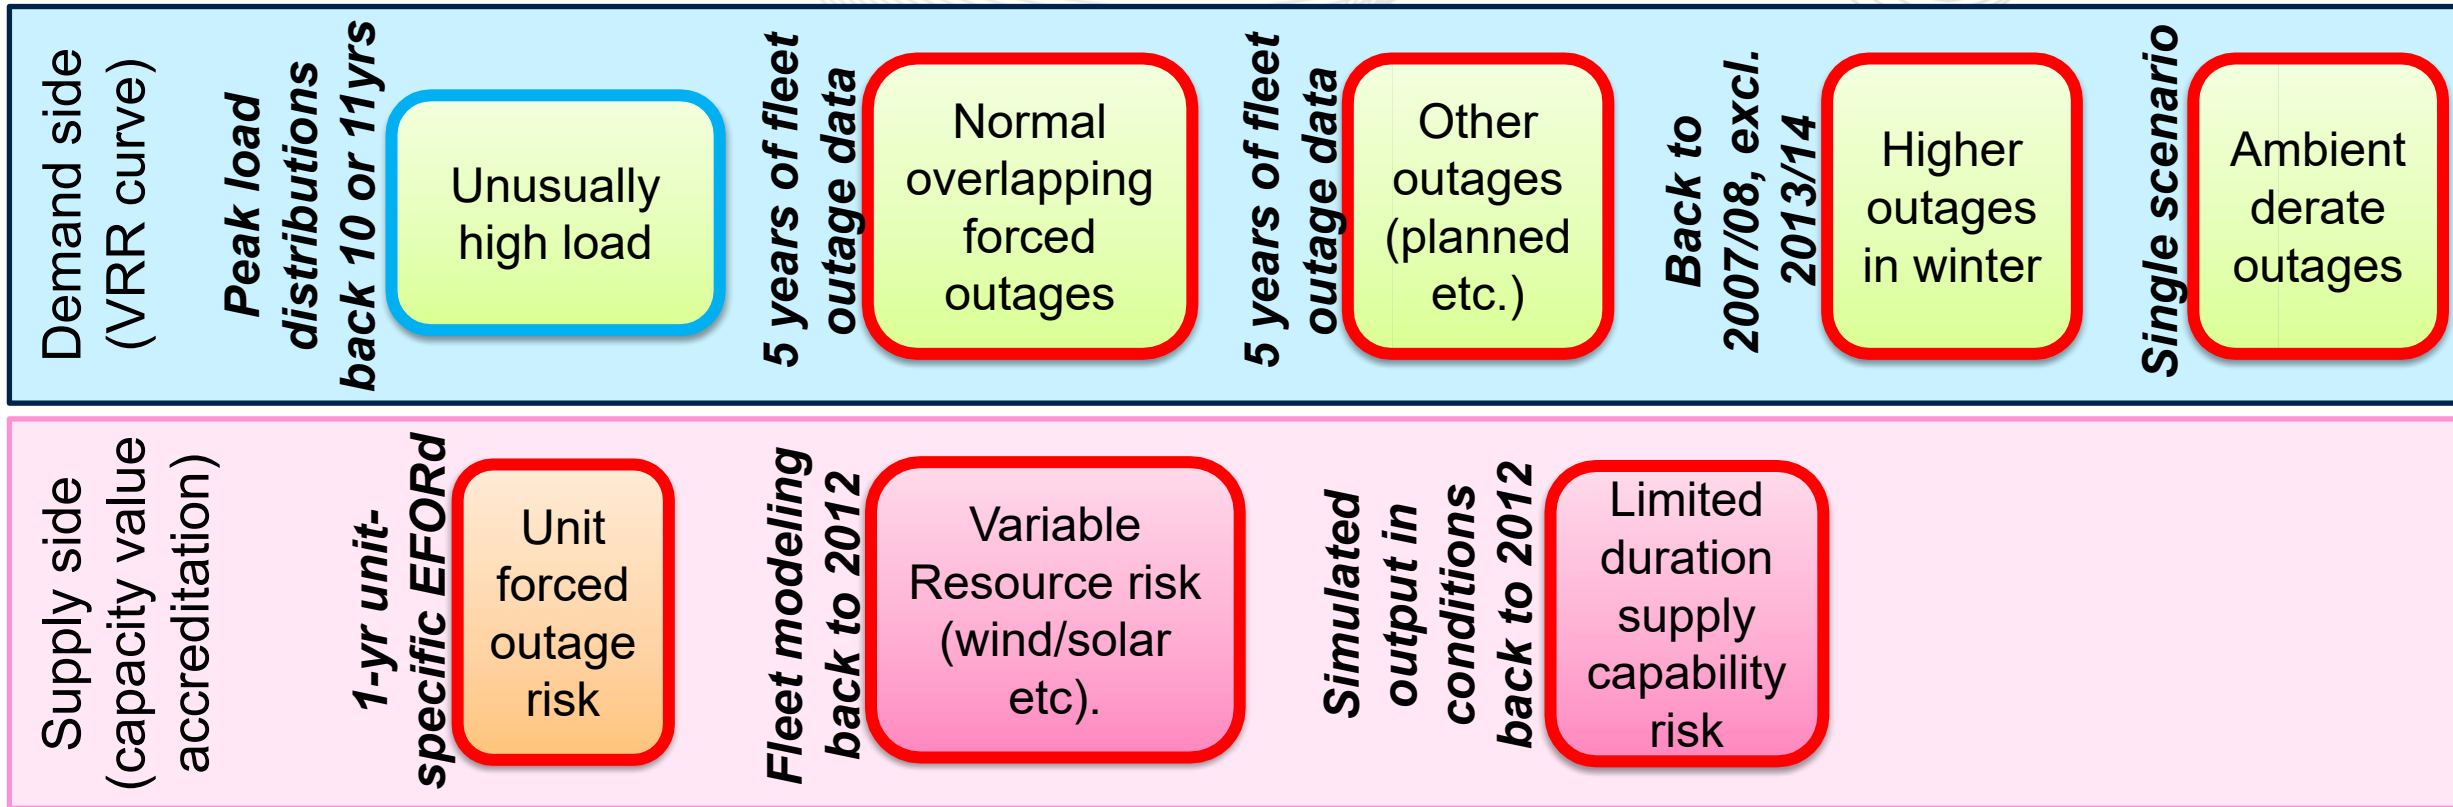 Demand side
(VRR curve)
Peak load
distributions
back 10 or 11yrs
Unusually
high load
5 years of fleet
outage data
Normal
overlapping
forced
outages
5 years of fleet
outage data
Other
outages
(planned
etc.)
Back to
2007/08, excl.
2013/14
Higher
outages
in winter
Single scenario
Ambient
derate
outages
Supply side
(capacity value
accreditation)
1-yr unit-
specific EFORd
Unit
forced
outage
risk
Fleet modeling
back to 2012
Variable
Resource risk
(wind/solar
etc).
Simulated
output in
conditions
back to 2012
Limited
duration
supply
capability
risk